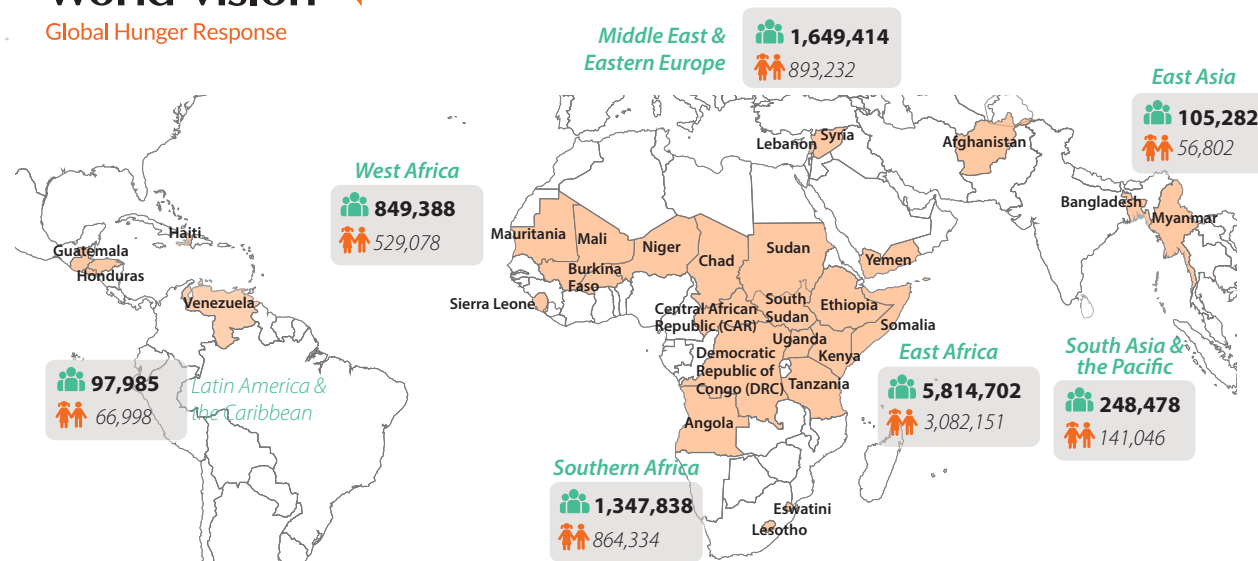 World Vision
Global Hunger Response
Middle East &
Eastern Europe
1,649,414
893,232
East Asia
105,282
56,802
West Africa
849,388
529,078
Lebanon
Syria
Afghanistan
Bangladesh
Myanmar
Haiti
Guatemala
Honduras
Venezuela
Mauritania
Mali
Niger
Chad
Sudan
Yemen
Burkina
Faso
Sierra Leone
Central African
Republic (CAR)
South
Sudan
Ethiopia
Somalia
Uganda
Kenya
Democratic
Republic of
Congo (DRC)
Tanzania
Angola
Latin America &
the Caribbean
97,985
66,998
East Africa
5,814,702
3,082,151
South Asia &
the Pacific
248,478
141,046
Southern Africa
1,347,838
864,334
Eswatini
Lesotho